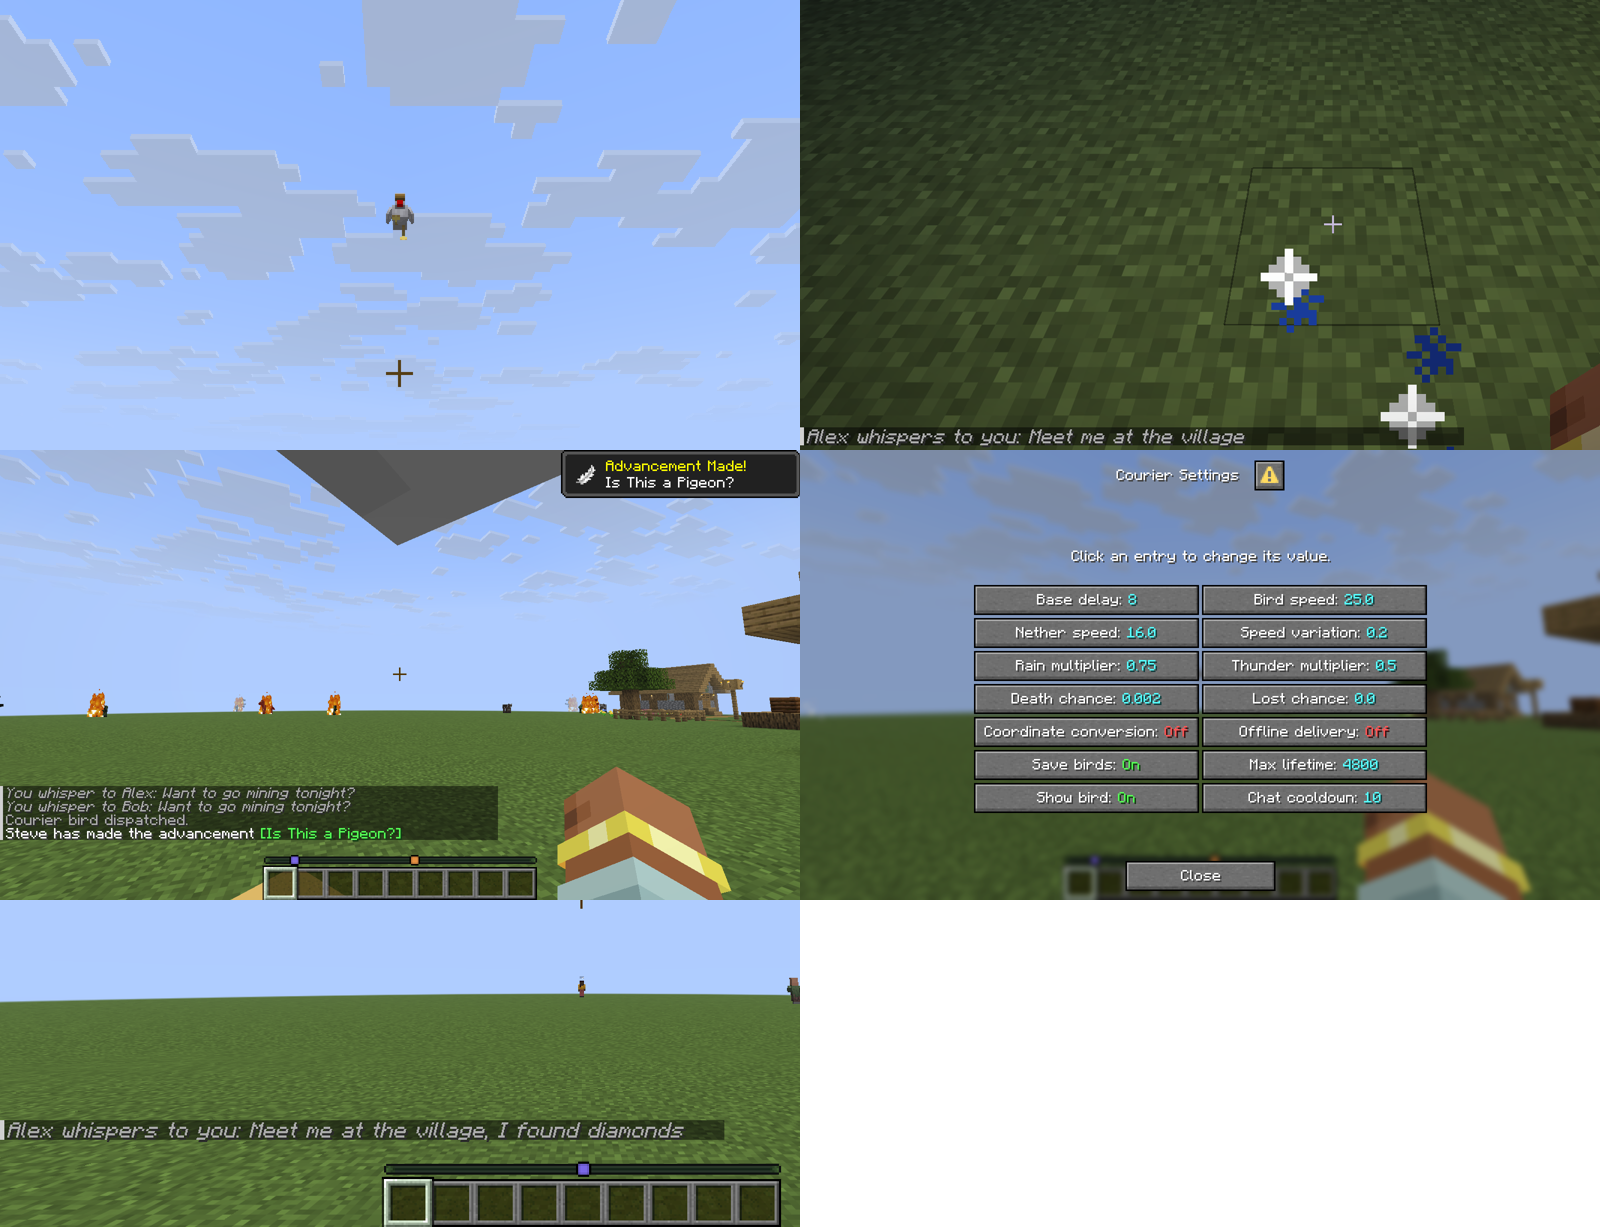 Alex whispers to you: Meet me at the village
Advancement Made!
Is This a Pigeon?
You whisper to Alex: Want to go mining tonight?
You whisper to Bob: Want to go mining tonight?
Courier bird dispatched.
Steve has made the advancement [Is This a Pigeon?]
Courier Settings
Click an entry to change its value.
Base delay: 8
Bird speed: 25.0
Nether speed: 16.0
Speed variation: 0.2
Rain multiplier: 0.75
Thunder multiplier: 0.5
Death chance: 0.002
Lost chance: 0.0
Coordinate conversion: Off
Offline delivery: Off
Save birds: On
Max lifetime: 4800
Show bird: On
Chat cooldown: 10
Close
Alex whispers to you: Meet me at the village, I found diamonds